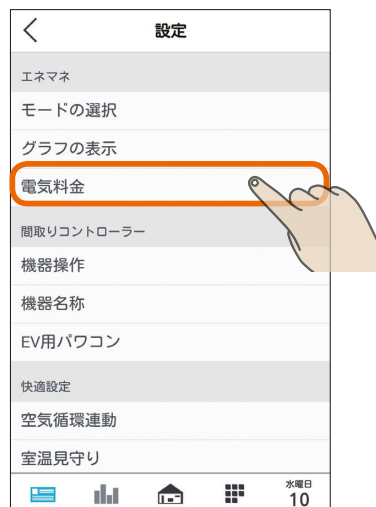 設定
エネマネ
モードの選択
グラフの表示
電気料金
間取りコントローラー
機器操作
機器名称
EV用パワコン
快適設定
空気循環連動
室温見守り
水曜日
10